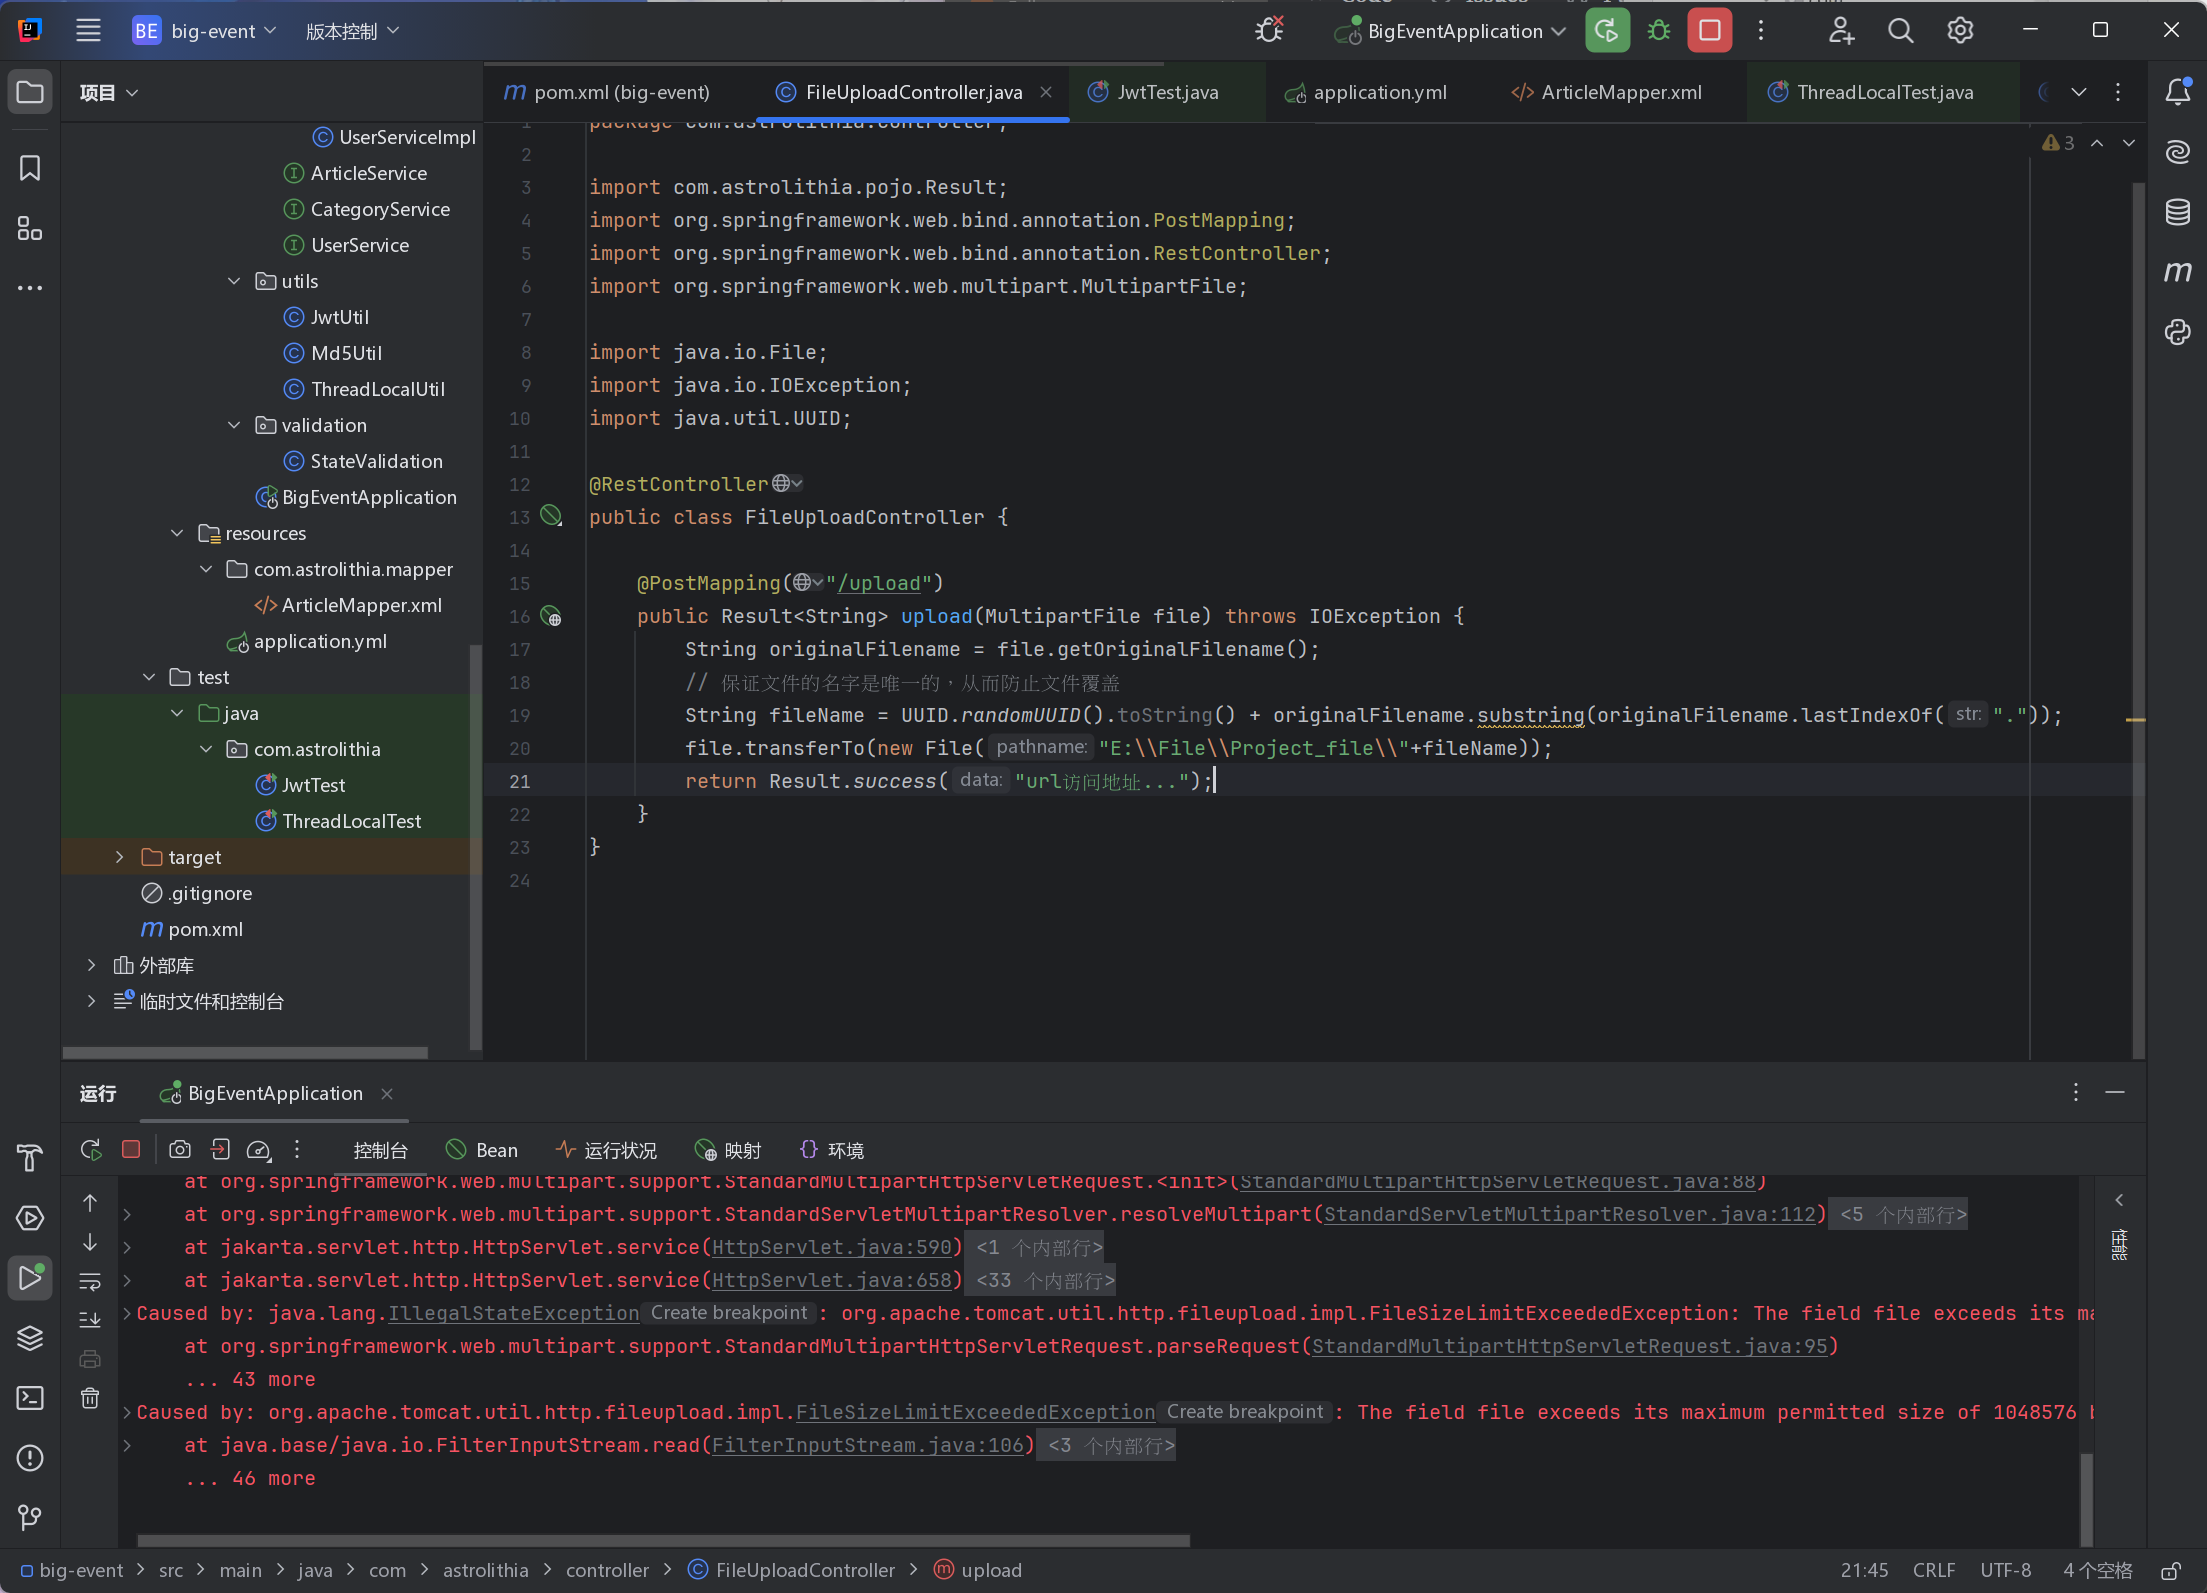 BE big-event 版本控制 BigEventApplication
项目
pom.xml (big-event) FileUploadController.java JwtTest.java application.yml ArticleMapper.xml ThreadLocalTest.java
UserServiceImpl
ArticleService
CategoryService
UserService
utils
JwtUtil
Md5Util
ThreadLocalUtil
validation
StateValidation
BigEventApplication
resources
com.astrolithia.mapper
ArticleMapper.xml
application.yml
test
java
com.astrolithia
JwtTest
ThreadLocalTest
target
.gitignore
pom.xml
外部库
临时文件和控制台
3
1 package com.astrolithia.controller;
2
3 import com.astrolithia.pojo.Result;
4 import org.springframework.web.bind.annotation.PostMapping;
5 import org.springframework.web.bind.annotation.RestController;
6 import org.springframework.web.multipart.MultipartFile;
7
8 import java.io.File;
9 import java.io.IOException;
10 import java.util.UUID;
11
12 @RestController
13 public class FileUploadController {
14
15 @PostMapping("/upload")
16 public Result<String> upload(MultipartFile file) throws IOException {
17 String originalFilename = file.getOriginalFilename();
18 // 保证文件的名字是唯一的，从而防止文件覆盖
19 String fileName = UUID.randomUUID().toString() + originalFilename.substring(originalFilename.lastIndexOf( str: "."));
20 file.transferTo(new File( pathname: "E:\\File\\Project_file\\"+fileName));
21 return Result.success( data: "url访问地址...");
22 }
23 }
24
运行 BigEventApplication
控制台 Bean 运行状况 映射 环境
at org.springframework.web.multipart.support.StandardMultipartHttpServletRequest.<init>(StandardMultipartHttpServletRequest.java:88)
at org.springframework.web.multipart.support.StandardServletMultipartResolver.resolveMultipart(StandardServletMultipartResolver.java:112) <5 个内部行>
at jakarta.servlet.http.HttpServlet.service(HttpServlet.java:590) <1 个内部行>
at jakarta.servlet.http.HttpServlet.service(HttpServlet.java:658) <33 个内部行>
Caused by: java.lang.IllegalStateException Create breakpoint : org.apache.tomcat.util.http.fileupload.impl.FileSizeLimitExceededException: The field file exceeds its ma
at org.springframework.web.multipart.support.StandardMultipartHttpServletRequest.parseRequest(StandardMultipartHttpServletRequest.java:95)
... 43 more
Caused by: org.apache.tomcat.util.http.fileupload.impl.FileSizeLimitExceededException Create breakpoint : The field file exceeds its maximum permitted size of 1048576 b
at java.base/java.io.FilterInputStream.read(FilterInputStream.java:106) <3 个内部行>
... 46 more
性能
big-event src main java com astrolithia controller FileUploadController upload 21:45 CRLF UTF-8 4 个空格